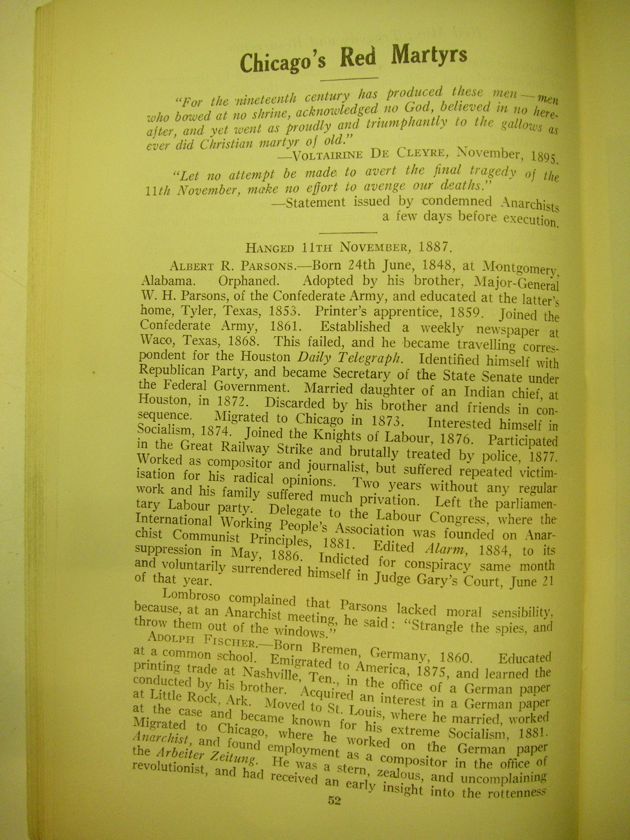 Chicago's Red Martyrs
"For the nineteenth century has produced these men — men
who bowed at no shrine, acknowledged no God, believed in no here-
after, and yet went as proudly and triumphantly to the gallows as
ever did Christian martyr of old."
—VOLTAIRINE DE CLEYRE, November, 1895.
"Let no attempt be made to avert the final tragedy of the
11th November, make no effort to avenge our deaths."
—Statement issued by condemned Anarchists
a few days before execution.
HANGED 11TH NOVEMBER, 1887.
ALBERT R. PARSONS.—Born 24th June, 1848, at Montgomery,
Alabama. Orphaned. Adopted by his brother, Major-General
W. H. Parsons, of the Confederate Army, and educated at the latter's
home, Tyler, Texas, 1853. Printer's apprentice, 1859. Joined the
Confederate Army, 1861. Established a weekly newspaper at
Waco, Texas, 1868. This failed, and he became travelling corres-
pondent for the Houston Daily Telegraph. Identified himself with
Republican Party, and became Secretary of the State Senate under
the Federal Government. Married daughter of an Indian chief, at
Houston, in 1872. Discarded by his brother and friends in con-
sequence. Migrated to Chicago in 1873. Interested himself in
Socialism, 1874. Joined the Knights of Labour, 1876. Participated
in the Great Railway Strike and brutally treated by police, 1877.
Worked as compositor and journalist, but suffered repeated victim-
isation for his radical opinions. Two years without any regular
work and his family suffered much privation. Left the parliamen-
tary Labour party. Delegate to the Labour Congress, where the
International Working People's Association was founded on Anar-
chist Communist Principles, 1881. Edited Alarm, 1884, to its
suppression in May, 1886. Indicted for conspiracy same month
and voluntarily surrendered himself in Judge Gary's Court, June 21
of that year.
Lombroso complained that Parsons lacked moral sensibility,
because, at an Anarchist meeting, he said: "Strangle the spies, and
throw them out of the windows."
ADOLPH FISCHER.—Born Bremen, Germany, 1860. Educated
at a common school. Emigrated to America, 1875, and learned the
printing trade at Nashville, Ten., in the office of a German paper
conducted by his brother. Acquired an interest in a German paper
at Little Rock, Ark. Moved to St. Louis, where he married, worked
at the case and became known for his extreme Socialism, 1881.
Migrated to Chicago, where he worked on the German paper
Anarchist, and found employment as a compositor in the office of
the Arbeiter Zeitung. He was a stern, zealous, and uncomplaining
revolutionist, and had received an early insight into the rottenness
52